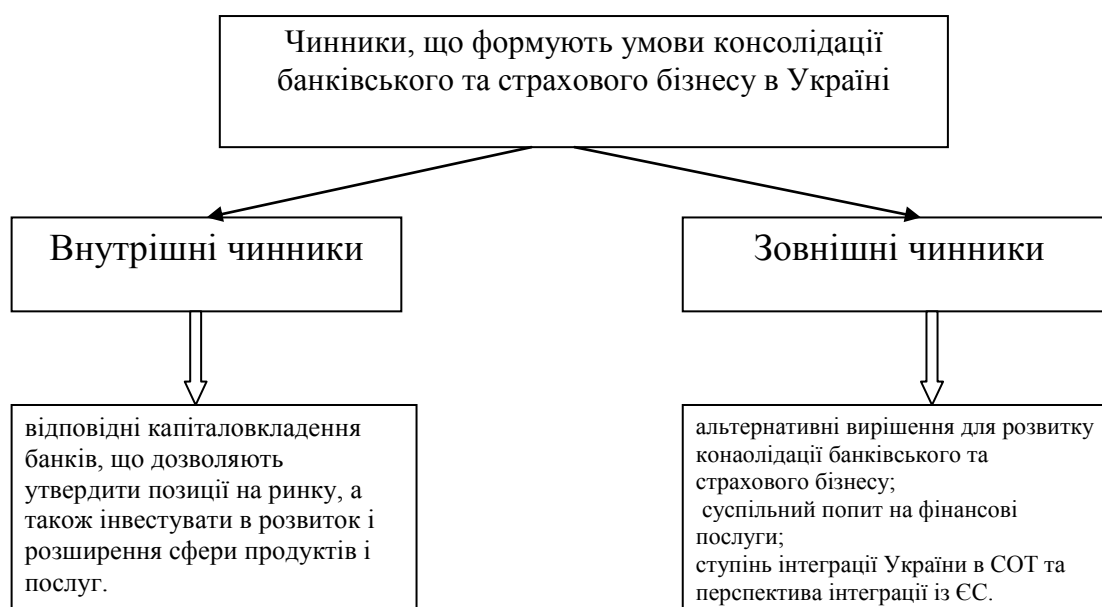 Чинники, що формують умови консолідації
банківського та страхового бізнесу в Україні
Внутрішні чинники
Зовнішні чинники
відповідні капіталовкладення
банків, що дозволяють
утвердити позиції на ринку, а
також інвестувати в розвиток і
розширення сфери продуктів і
послуг.
альтернативні вирішення для розвитку
конаолідації банківського та
страхового бізнесу;
суспільний попит на фінансові
послуги;
ступінь інтеграції України в СОТ та
перспектива інтеграції із ЄС.